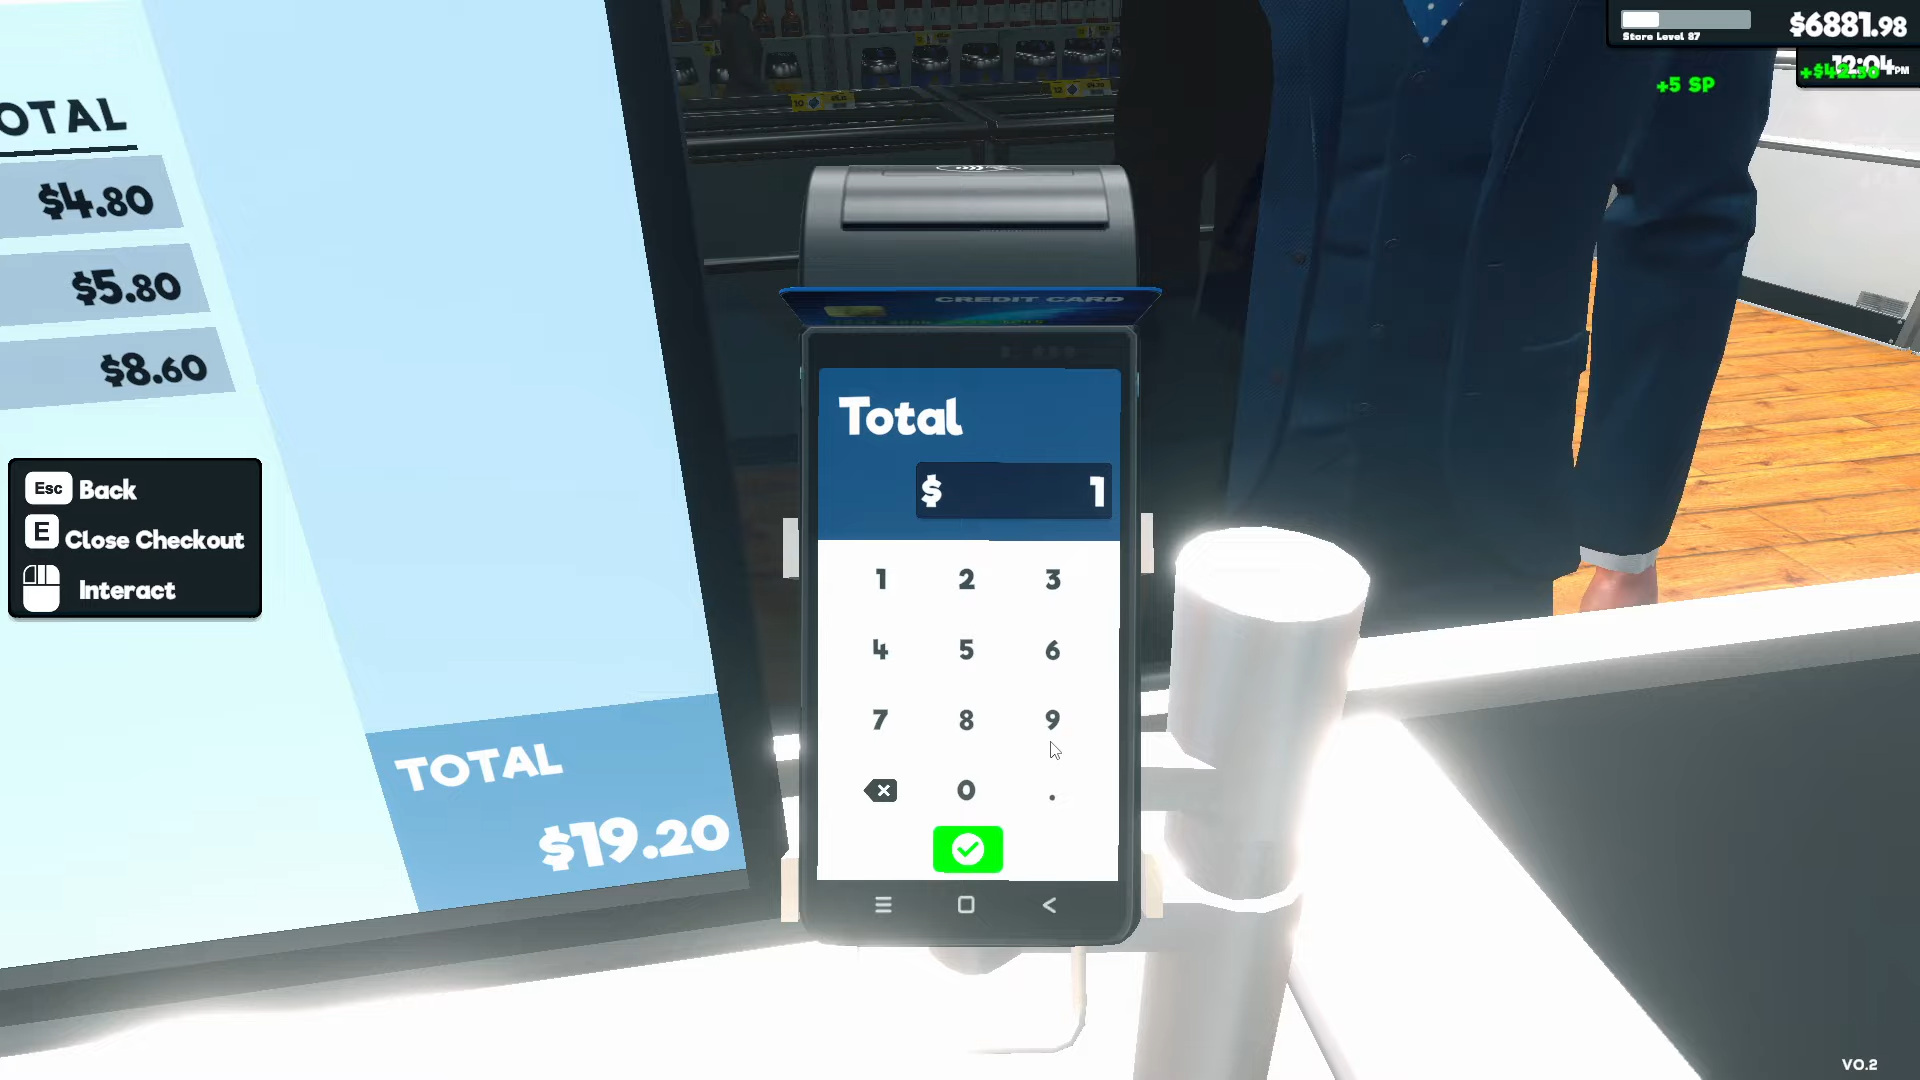 $6881.98
Store Level 87
12:04PM
+5 SP
OTAL
$4.80
$5.80
$8.60
CREDIT CARD
Total
$ 1
Esc Back
E Close Checkout
Interact
1 2 3
4 5 6
7 8 9
0 .
TOTAL
$19.20
V0.2